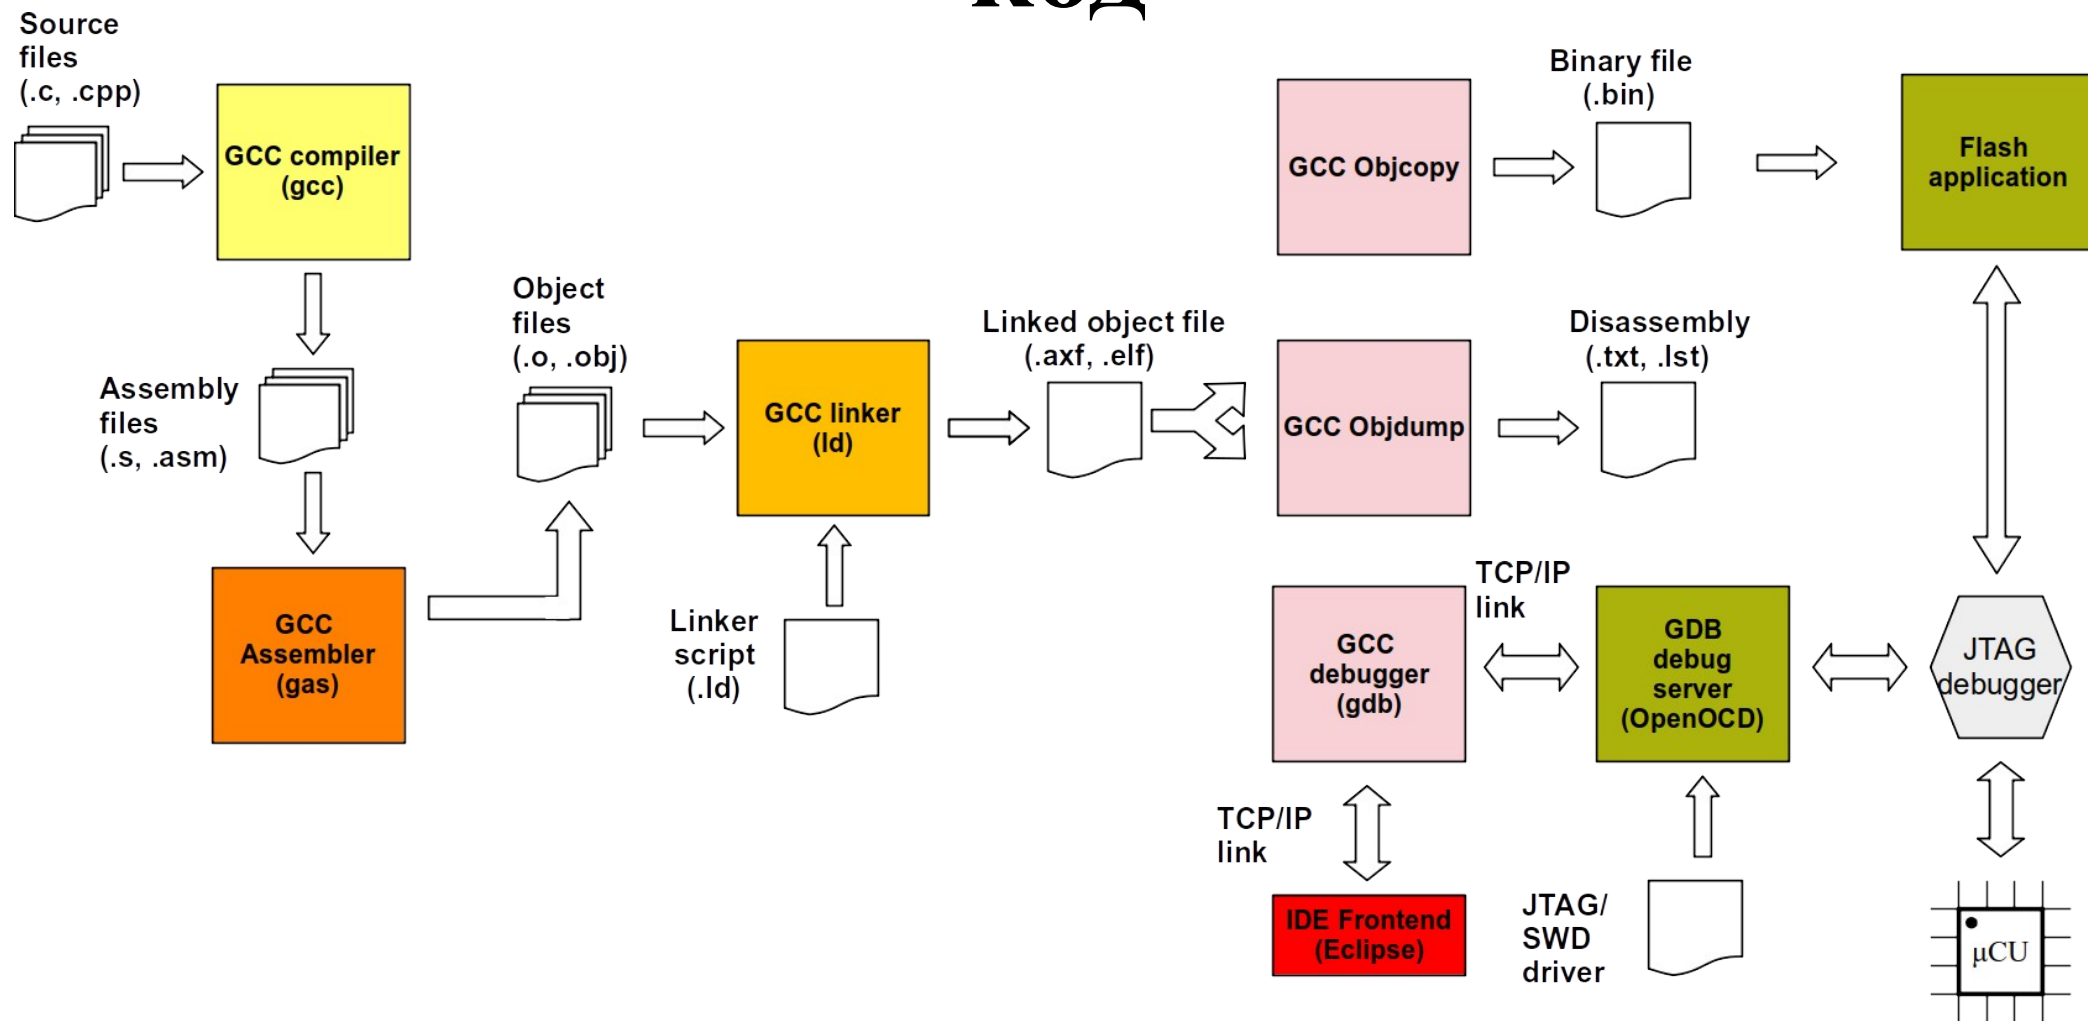 Код
Source
files
(.c, .cpp)
GCC compiler
(gcc)
Assembly
files
(.s, .asm)
GCC
Assembler
(gas)
Object
files
(.o, .obj)
GCC linker
(ld)
Linker
script
(.ld)
Linked object file
(.axf, .elf)
GCC Objcopy
Binary file
(.bin)
Flash
application
GCC Objdump
Disassembly
(.txt, .lst)
GCC
debugger
(gdb)
TCP/IP
link
GDB
debug
server
(OpenOCD)
JTAG
debugger
TCP/IP
link
IDE Frontend
(Eclipse)
JTAG/
SWD
driver
μCU